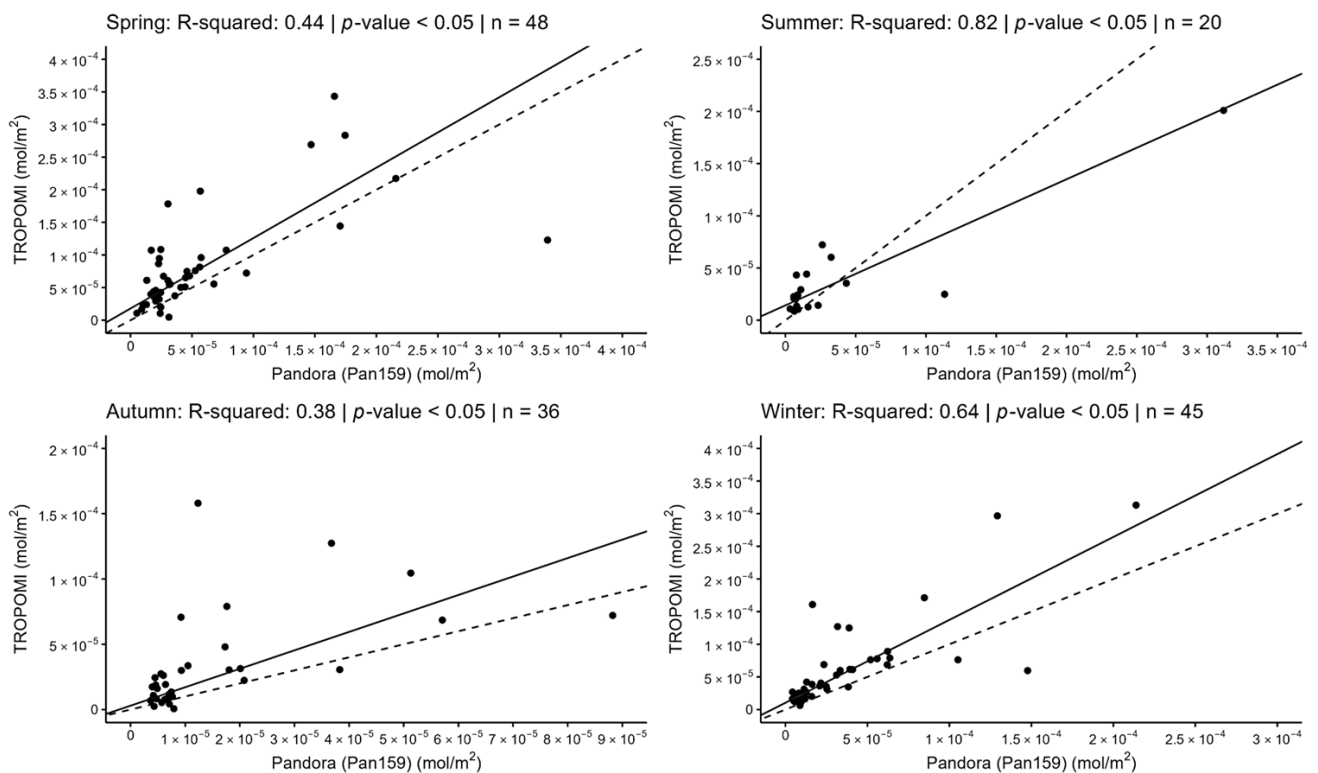 Spring: R-squared: 0.44 | p-value < 0.05 | n = 48
4 × 10⁻⁴
3.5 × 10⁻⁴
3 × 10⁻⁴
2.5 × 10⁻⁴
2 × 10⁻⁴
1.5 × 10⁻⁴
1 × 10⁻⁴
5 × 10⁻⁵
0
TROPOMI (mol/m²)
0 5 × 10⁻⁵ 1 × 10⁻⁴ 1.5 × 10⁻⁴ 2 × 10⁻⁴ 2.5 × 10⁻⁴ 3 × 10⁻⁴ 3.5 × 10⁻⁴ 4 × 10⁻⁴
Pandora (Pan159) (mol/m²)
Summer: R-squared: 0.82 | p-value < 0.05 | n = 20
2.5 × 10⁻⁴
2 × 10⁻⁴
1.5 × 10⁻⁴
1 × 10⁻⁴
5 × 10⁻⁵
0
TROPOMI (mol/m²)
0 5 × 10⁻⁵ 1 × 10⁻⁴ 1.5 × 10⁻⁴ 2 × 10⁻⁴ 2.5 × 10⁻⁴ 3 × 10⁻⁴ 3.5 × 10⁻⁴
Pandora (Pan159) (mol/m²)
Autumn: R-squared: 0.38 | p-value < 0.05 | n = 36
2 × 10⁻⁴
1.5 × 10⁻⁴
1 × 10⁻⁴
5 × 10⁻⁵
0
TROPOMI (mol/m²)
0 1 × 10⁻⁵ 2 × 10⁻⁵ 3 × 10⁻⁵ 4 × 10⁻⁵ 5 × 10⁻⁵ 6 × 10⁻⁵ 7 × 10⁻⁵ 8 × 10⁻⁵ 9 × 10⁻⁵
Pandora (Pan159) (mol/m²)
Winter: R-squared: 0.64 | p-value < 0.05 | n = 45
4 × 10⁻⁴
3.5 × 10⁻⁴
3 × 10⁻⁴
2.5 × 10⁻⁴
2 × 10⁻⁴
1.5 × 10⁻⁴
1 × 10⁻⁴
5 × 10⁻⁵
0
TROPOMI (mol/m²)
0 5 × 10⁻⁵ 1 × 10⁻⁴ 1.5 × 10⁻⁴ 2 × 10⁻⁴ 2.5 × 10⁻⁴ 3 × 10⁻⁴
Pandora (Pan159) (mol/m²)